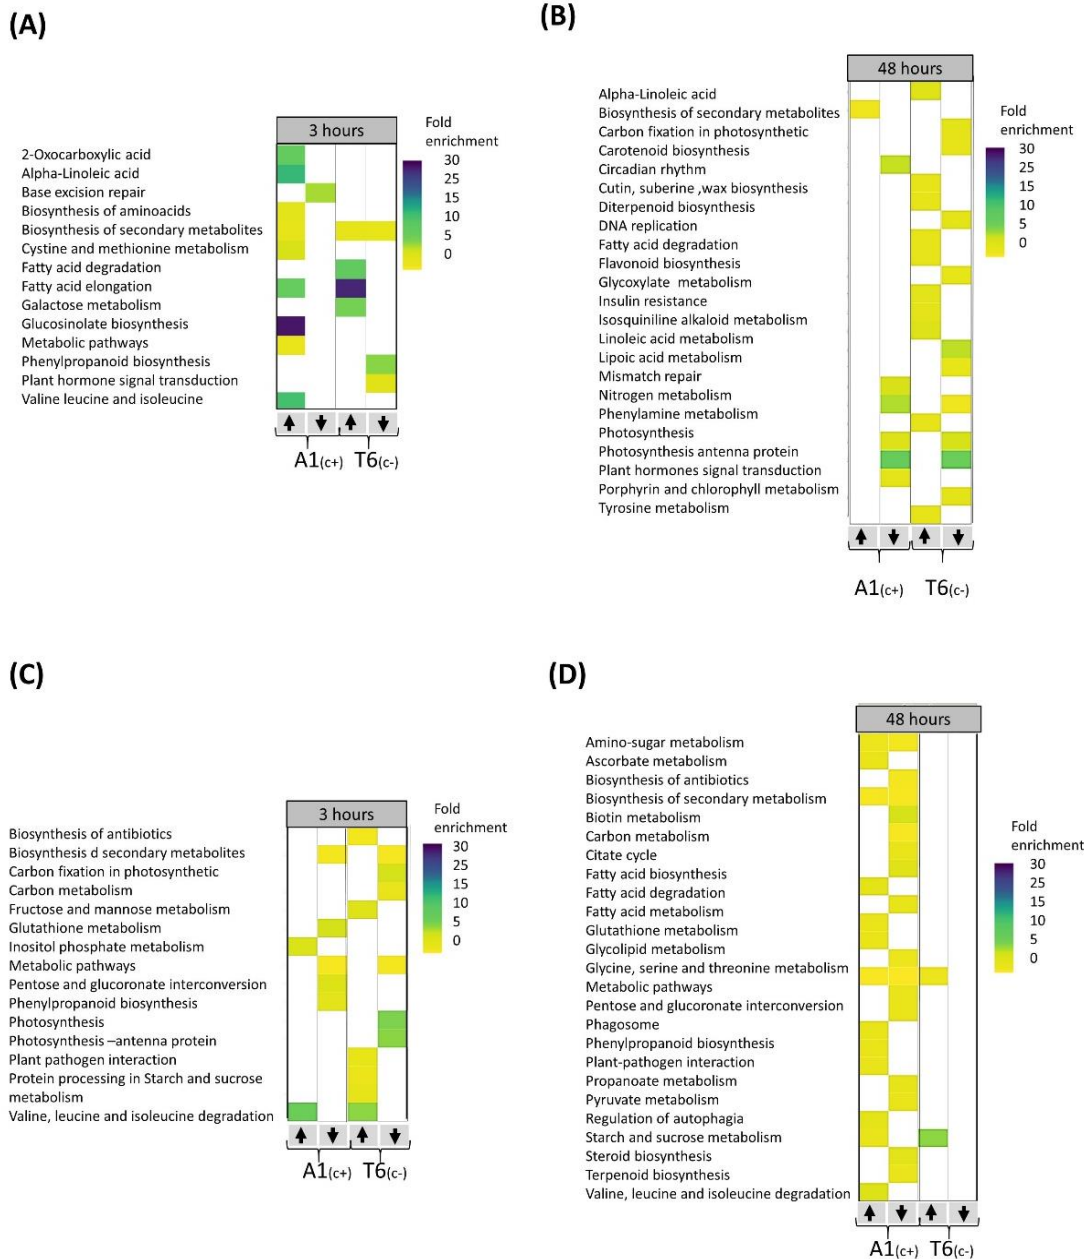 (A)
3 hours
Fold
enrichment
30
25
20
15
10
5
0
2-Oxocarboxylic acid
Alpha-Linoleic acid
Base excision repair
Biosynthesis of aminoacids
Biosynthesis of secondary metabolites
Cystine and methionine metabolism
Fatty acid degradation
Fatty acid elongation
Galactose metabolism
Glucosinolate biosynthesis
Metabolic pathways
Phenylpropanoid biosynthesis
Plant hormone signal transduction
Valine leucine and isoleucine
A1(c+) T6(c-)
(B)
48 hours
Fold
enrichment
30
25
20
15
10
5
0
Alpha-Linoleic acid
Biosynthesis of secondary metabolites
Carbon fixation in photosynthetic
Carotenoid biosynthesis
Circadian rhythm
Cutin, suberine ,wax biosynthesis
Diterpenoid biosynthesis
DNA replication
Fatty acid degradation
Flavonoid biosynthesis
Glycoxylate metabolism
Insulin resistance
Isosquiniline alkaloid metabolism
Linoleic acid metabolism
Lipoic acid metabolism
Mismatch repair
Nitrogen metabolism
Phenylamine metabolism
Photosynthesis
Photosynthesis antenna protein
Plant hormones signal transduction
Porphyrin and chlorophyll metabolism
Tyrosine metabolism
A1(c+) T6(c-)
(C)
3 hours
Fold
enrichment
30
25
20
15
10
5
0
Biosynthesis of antibiotics
Biosynthesis d secondary metabolites
Carbon fixation in photosynthetic
Carbon metabolism
Fructose and mannose metabolism
Glutathione metabolism
Inositol phosphate metabolism
Metabolic pathways
Pentose and glucoronate interconversion
Phenylpropanoid biosynthesis
Photosynthesis
Photosynthesis –antenna protein
Plant pathogen interaction
Protein processing in Starch and sucrose
metabolism
Valine, leucine and isoleucine degradation
A1(c+) T6(c-)
(D)
48 hours
Fold
enrichment
30
25
20
15
10
5
0
Amino-sugar metabolism
Ascorbate metabolism
Biosynthesis of antibiotics
Biosynthesis of secondary metabolism
Biotin metabolism
Carbon metabolism
Citate cycle
Fatty acid biosynthesis
Fatty acid degradation
Fatty acid metabolism
Glutathione metabolism
Glycolipid metabolism
Glycine, serine and threonine metabolism
Metabolic pathways
Pentose and glucoronate interconversion
Phagosome
Phenylpropanoid biosynthesis
Plant-pathogen interaction
Propanoate metabolism
Pyruvate metabolism
Regulation of autophagia
Starch and sucrose metabolism
Steroid biosynthesis
Terpenoid biosynthesis
Valine, leucine and isoleucine degradation
A1(c+) T6(c-)